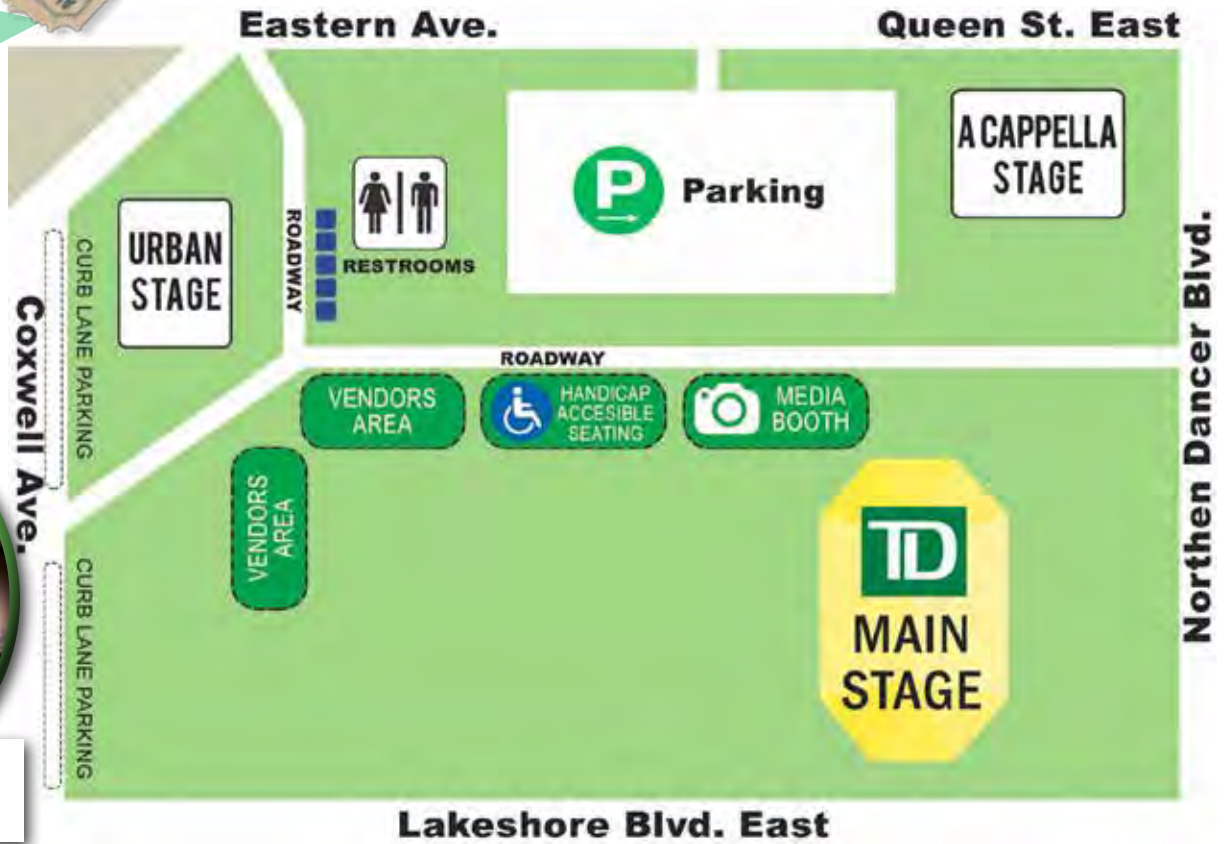 Eastern Ave.
Queen St. East
A CAPPELLA
STAGE
P
Parking
URBAN
STAGE
ROADWAY
RESTROOMS
CURB LANE PARKING
Coxwell Ave.
Northen Dancer Blvd.
ROADWAY
VENDORS
AREA
HANDICAP
ACCESIBLE
SEATING
MEDIA
BOOTH
VENDORS
AREA
TD
MAIN
STAGE
CURB LANE PARKING
Lakeshore Blvd. East